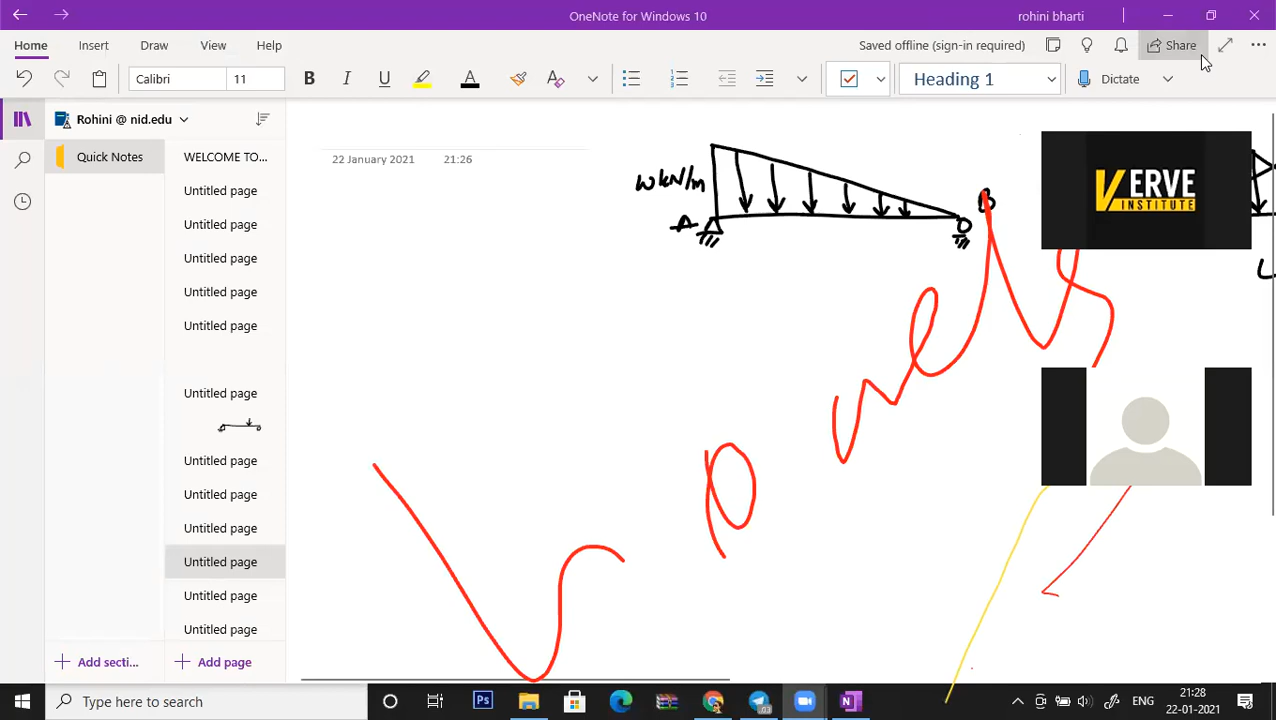 OneNote for Windows 10
rohini bharti
Home Insert Draw View Help
Saved offline (sign-in required)
Share
Calibri 11
B I U
A
Heading 1
Dictate
Rohini @ nid.edu
Quick Notes
WELCOME TO...
Untitled page
Untitled page
Untitled page
Untitled page
Untitled page
Untitled page
Untitled page
Untitled page
Untitled page
Untitled page
Untitled page
Untitled page
22 January 2021 21:26
w kN/m
A
B
VERVE
INSTITUTE
Add secti...
Add page
Type here to search
Ps
03
ENG
21:28
22-01-2021